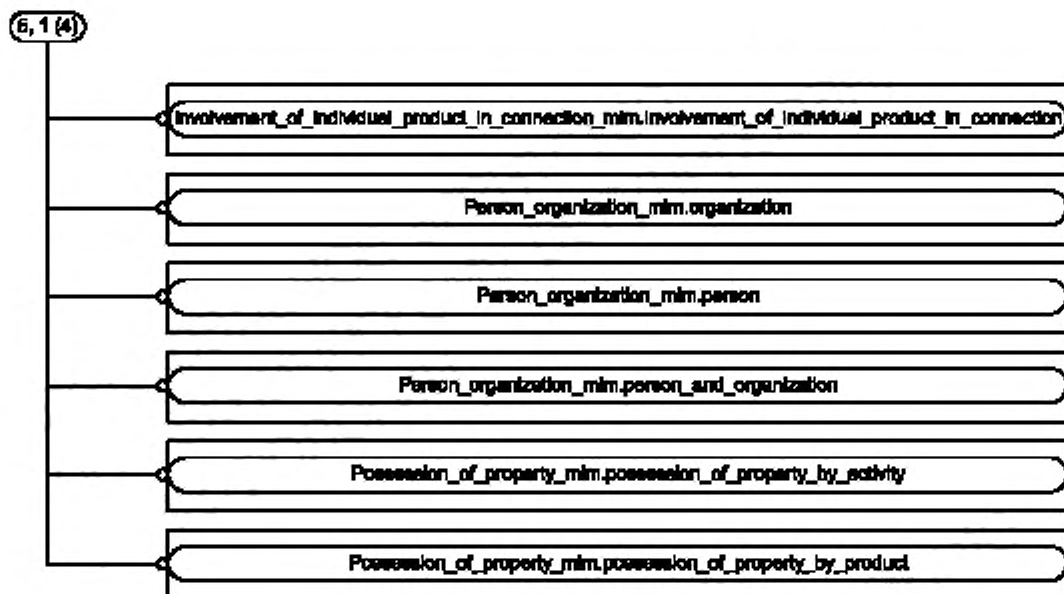 6, 1 (4)
Involvement_of_individual_product_in_connection_mim.involvement_of_individual_product_in_connection
Person_organization_mim.organization
Person_organization_mim.person
Person_organization_mim.person_and_organization
Possession_of_property_mim.possession_of_property_by_activity
Possession_of_property_mim.possession_of_property_by_product